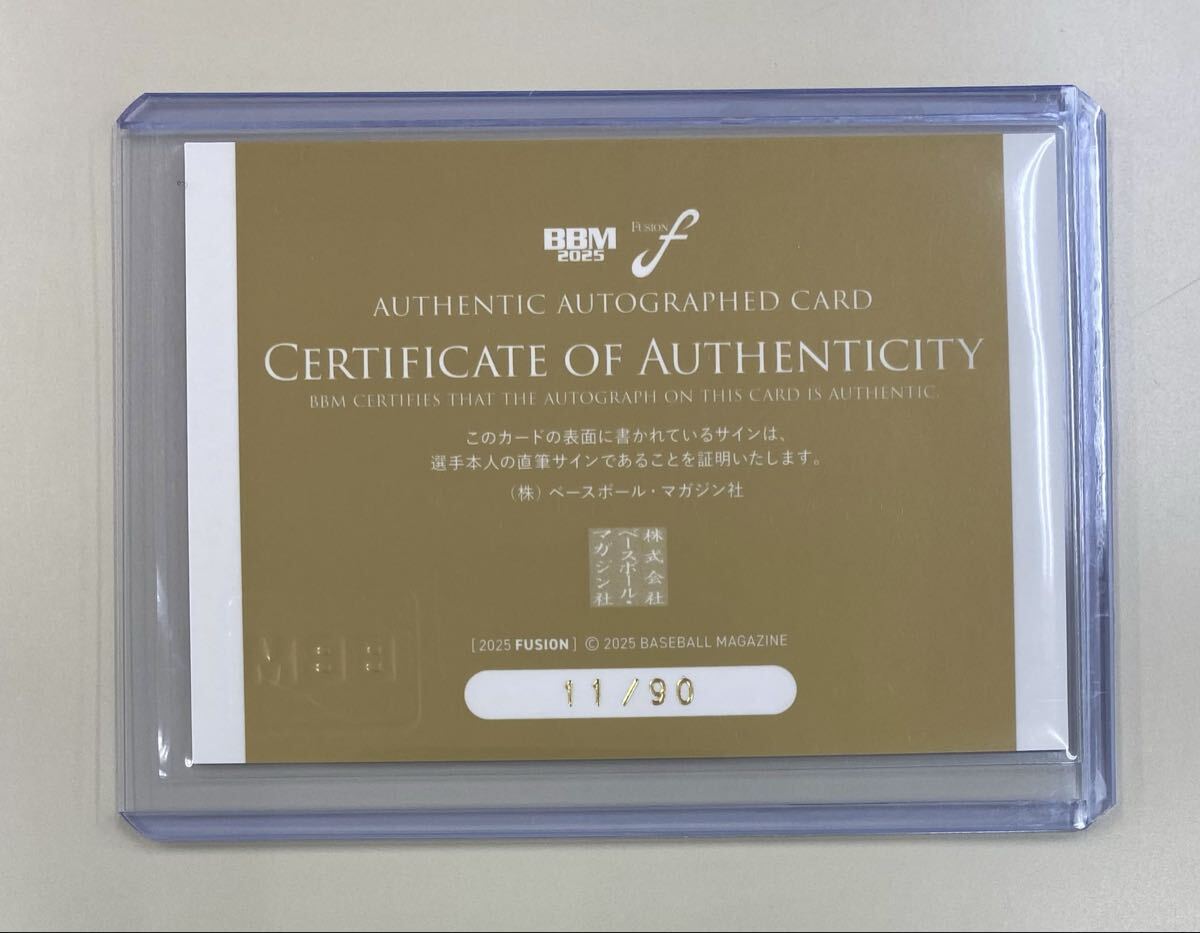 BBM
2025
FUSION f
AUTHENTIC AUTOGRAPHED CARD
CERTIFICATE OF AUTHENTICITY
BBM CERTIFIES THAT THE AUTOGRAPH ON THIS CARD IS AUTHENTIC.
このカードの表面に書かれているサインは、
選手本人の直筆サインであることを証明いたします。
（株）ベースボール・マガジン社
株式会社
ベースボール・
マガジン社
[2025 FUSION] © 2025 BASEBALL MAGAZINE
11/90
BBM